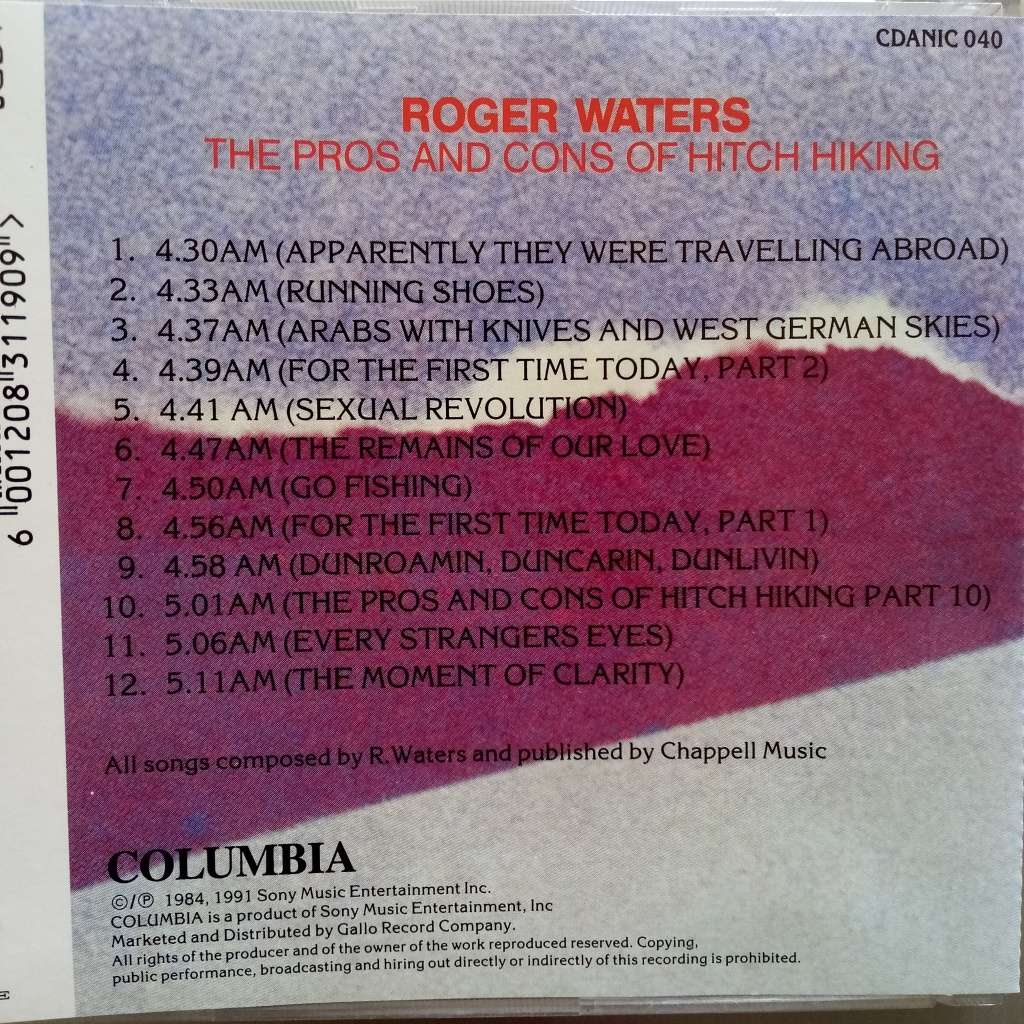 CDANIC 040
ROGER WATERS
THE PROS AND CONS OF HITCH HIKING
1. 4.30AM (APPARENTLY THEY WERE TRAVELLING ABROAD)
2. 4.33AM (RUNNING SHOES)
3. 4.37AM (ARABS WITH KNIVES AND WEST GERMAN SKIES)
4. 4.39AM (FOR THE FIRST TIME TODAY, PART 2)
5. 4.41 AM (SEXUAL REVOLUTION)
6. 4.47AM (THE REMAINS OF OUR LOVE)
7. 4.50AM (GO FISHING)
8. 4.56AM (FOR THE FIRST TIME TODAY, PART 1)
9. 4.58 AM (DUNROAMIN, DUNCARIN, DUNLIVIN)
10. 5.01AM (THE PROS AND CONS OF HITCH HIKING PART 10)
11. 5.06AM (EVERY STRANGERS EYES)
12. 5.11AM (THE MOMENT OF CLARITY)
All songs composed by R.Waters and published by Chappell Music
COLUMBIA
©/℗ 1984, 1991 Sony Music Entertainment Inc.
COLUMBIA is a product of Sony Music Entertainment, Inc
Marketed and Distributed by Gallo Record Company.
All rights of the producer and of the owner of the work reproduced reserved. Copying,
public performance, broadcasting and hiring out directly or indirectly of this recording is prohibited.
6 "001208"311909">